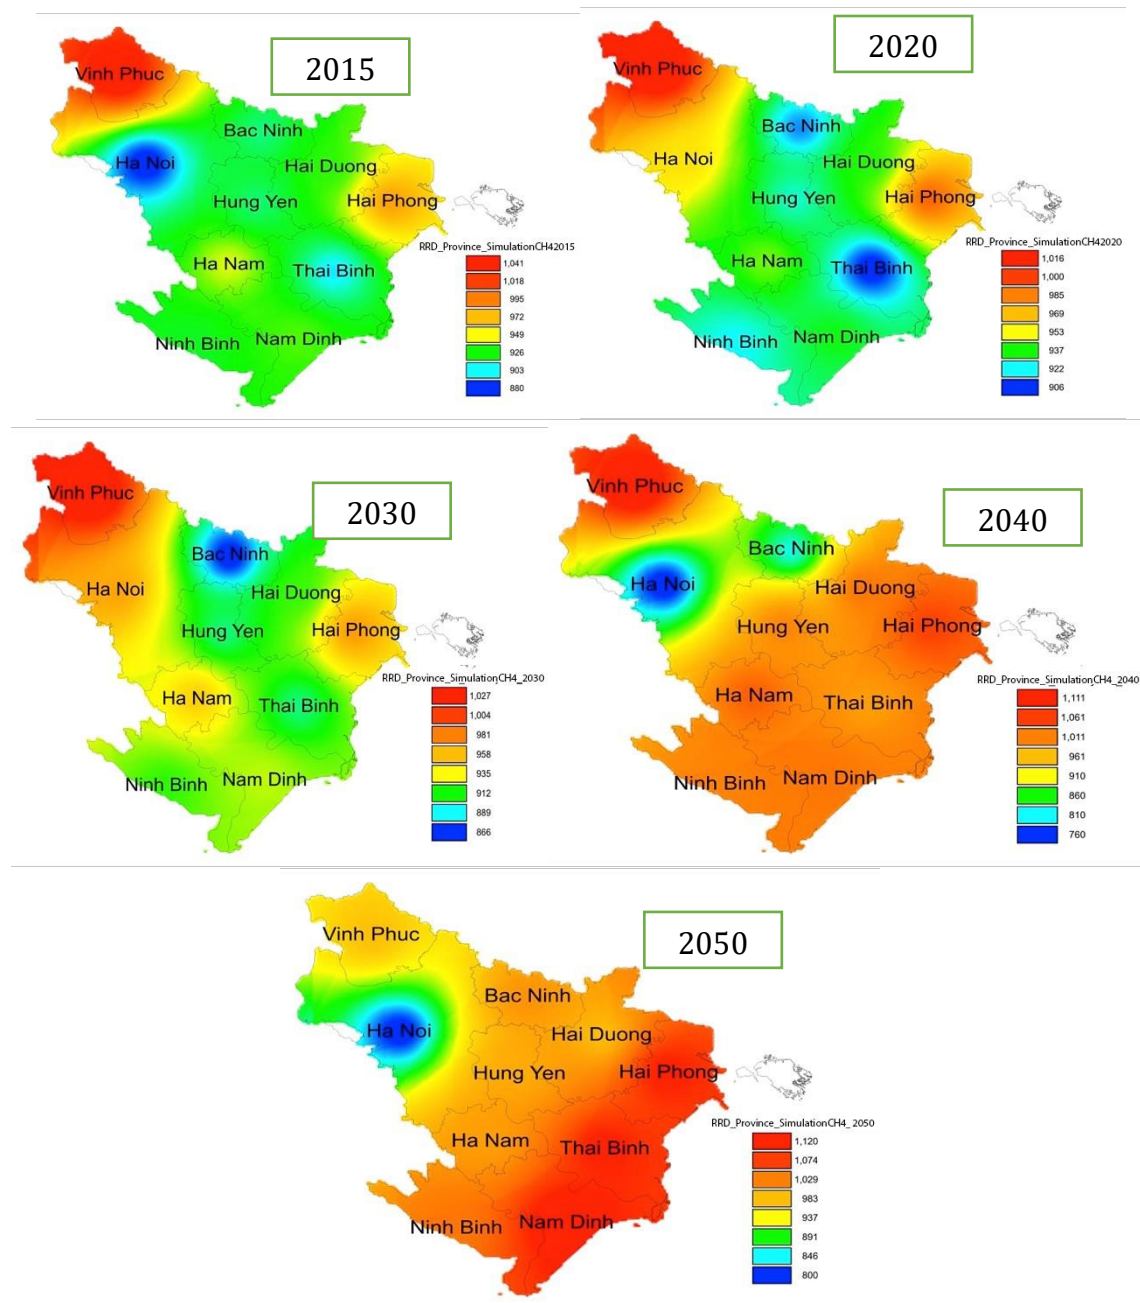 2015
Vinh Phuc
Bac Ninh
Ha Noi
Hai Duong
Hung Yen
Hai Phong
Ha Nam
Thai Binh
Ninh Binh
Nam Dinh
RRD_Province_SimulationCH42015
1,041
1,018
995
972
949
926
903
880
2020
Vinh Phuc
Bac Ninh
Ha Noi
Hai Duong
Hung Yen
Hai Phong
Ha Nam
Thai Binh
Ninh Binh
Nam Dinh
RRD_Province_SimulationCH42020
1,016
1,000
985
969
953
937
922
906
2030
Vinh Phuc
Bac Ninh
Ha Noi
Hai Duong
Hung Yen
Hai Phong
Ha Nam
Thai Binh
Ninh Binh
Nam Dinh
RRD_Province_SimulationCH4_2030
1,027
1,004
981
958
935
912
889
866
2040
Vinh Phuc
Bac Ninh
Ha Noi
Hai Duong
Hung Yen
Hai Phong
Ha Nam
Thai Binh
Ninh Binh
Nam Dinh
RRD_Province_SimulationCH4_2040
1,111
1,061
1,011
961
910
860
810
760
2050
Vinh Phuc
Bac Ninh
Ha Noi
Hai Duong
Hung Yen
Hai Phong
Ha Nam
Thai Binh
Ninh Binh
Nam Dinh
RRD_Province_SimulationCH4_2050
1,120
1,074
1,029
983
937
891
846
800